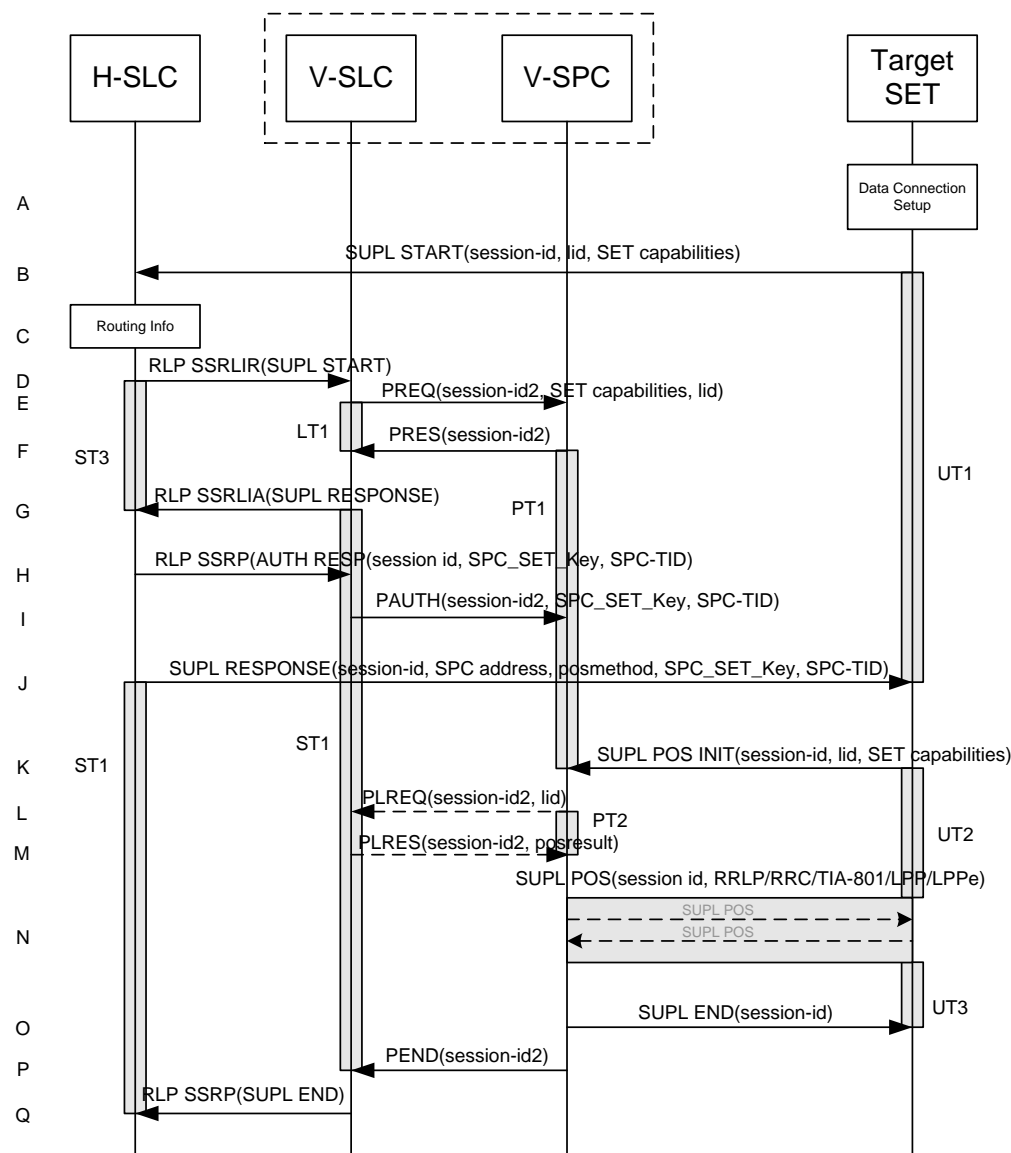 H-SLC
V-SLC
V-SPC
Target
SET
Data Connection
Setup
A
SUPL START(session-id, lid, SET capabilities)
B
Routing Info
C
RLP SSRLIR(SUPL START)
D
PREQ(session-id2, SET capabilities, lid)
E
LT1
PRES(session-id2)
F
ST3
UT1
RLP SSRLIA(SUPL RESPONSE)
G
PT1
RLP SSRP(AUTH RESP(session id, SPC_SET_Key, SPC-TID)
H
PAUTH(session-id2, SPC_SET_Key, SPC-TID)
I
SUPL RESPONSE(session-id, SPC address, posmethod, SPC_SET_Key, SPC-TID)
J
ST1
SUPL POS INIT(session-id, lid, SET capabilities)
K
ST1
PLREQ(session-id2, lid)
L
PT2
UT2
PLRES(session-id2, posresult)
M
SUPL POS(session id, RRLP/RRC/TIA-801/LPP/LPPe)
SUPL POS
SUPL POS
N
UT3
SUPL END(session-id)
O
PEND(session-id2)
P
RLP SSRP(SUPL END)
Q